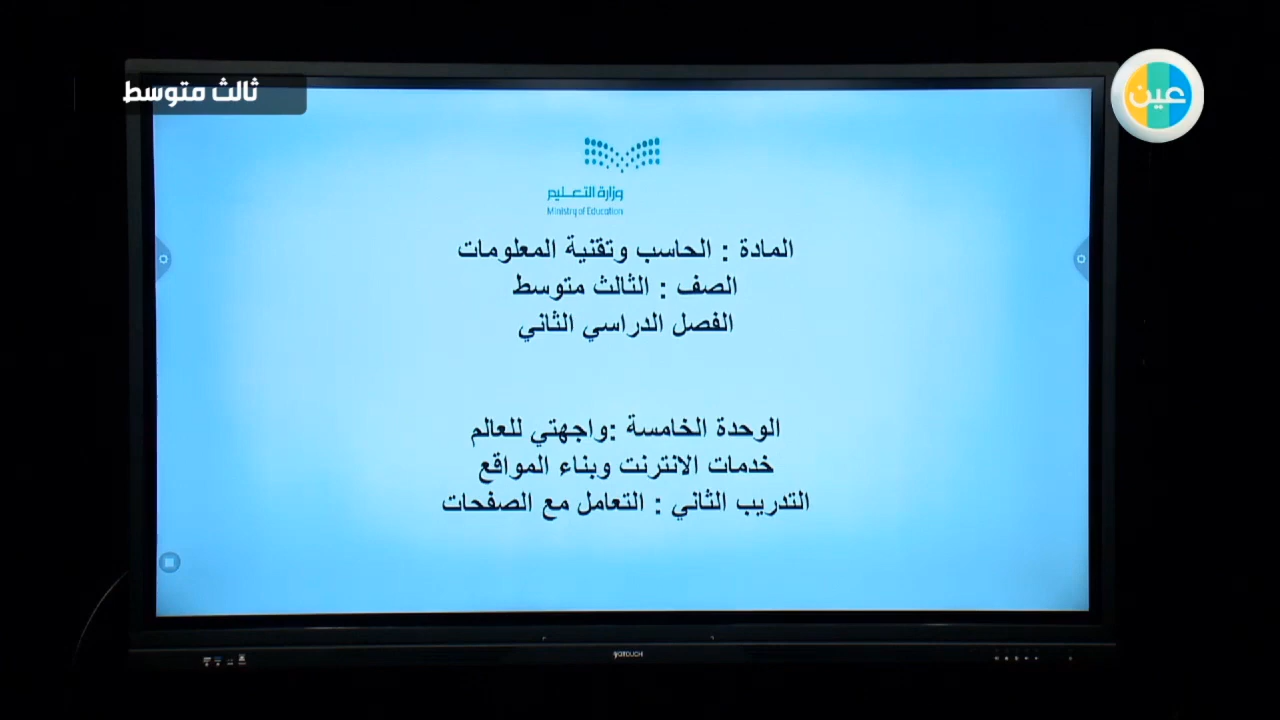 ثالث متوسط
عين
وزارة التعليم
Ministry of Education
المادة : الحاسب وتقنية المعلومات
الصف : الثالث متوسط
الفصل الدراسي الثاني
الوحدة الخامسة :واجهتي للعالم
خدمات الانترنت وبناء المواقع
التدريب الثاني : التعامل مع الصفحات